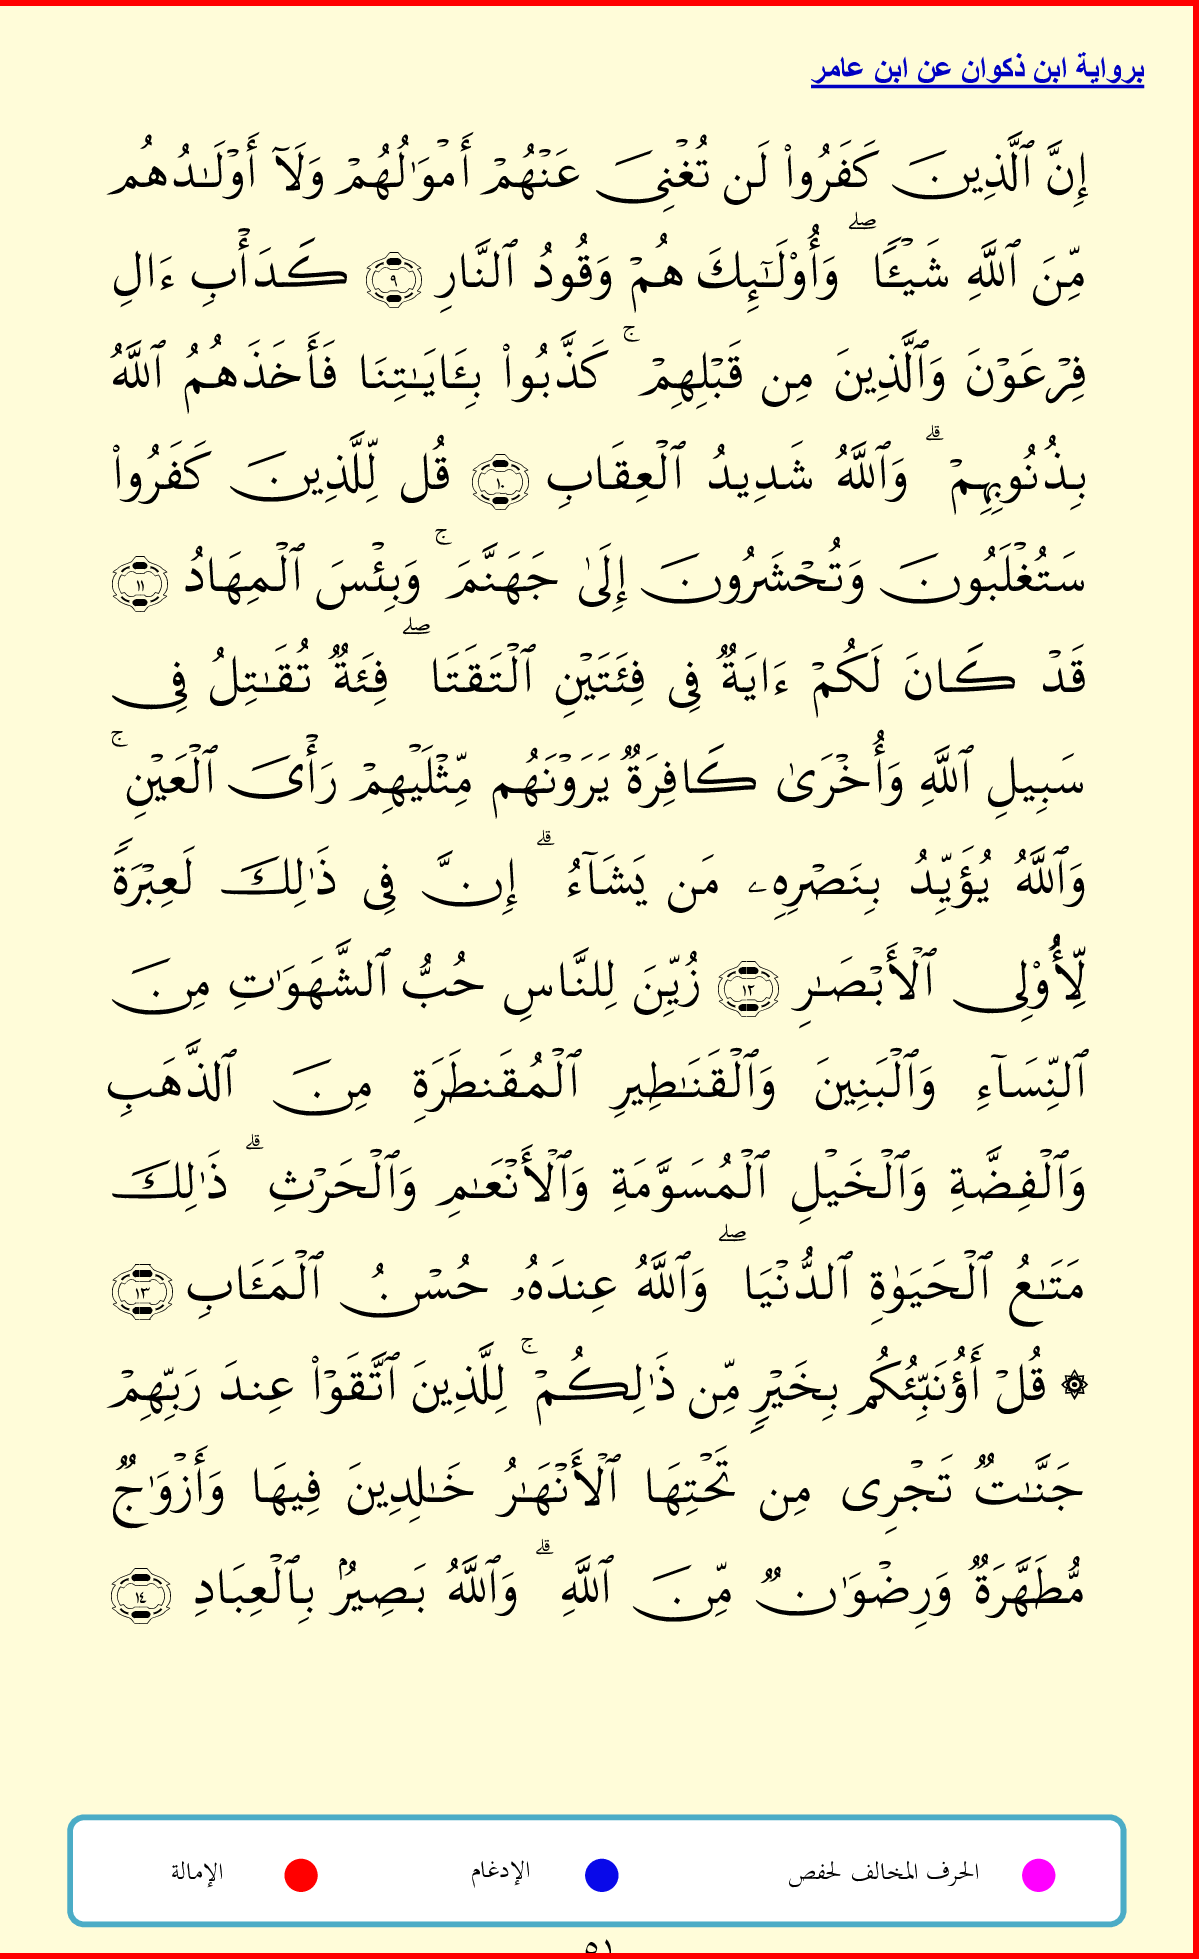 برواية ابن ذكوان عن ابن عامر
إِنَّ ٱلَّذِينَ كَفَرُوا۟ لَن تُغْنِىَ عَنْهُمْ أَمْوَٰلُهُمْ وَلَآ أَوْلَـٰدُهُم
مِّنَ ٱللَّهِ شَيْـًٔا ۖ وَأُو۟لَـٰٓئِكَ هُمْ وَقُودُ ٱلنَّارِ ٩ كَدَأْبِ ءَالِ
فِرْعَوْنَ وَٱلَّذِينَ مِن قَبْلِهِمْ ۚ كَذَّبُوا۟ بِـَٔايَـٰتِنَا فَأَخَذَهُمُ ٱللَّهُ
بِذُنُوبِهِمْ ۗ وَٱللَّهُ شَدِيدُ ٱلْعِقَابِ ١٠ قُل لِّلَّذِينَ كَفَرُوا۟
سَتُغْلَبُونَ وَتُحْشَرُونَ إِلَىٰ جَهَنَّمَ ۚ وَبِئْسَ ٱلْمِهَادُ ١١
قَدْ كَانَ لَكُمْ ءَايَةٌ فِى فِئَتَيْنِ ٱلْتَقَتَا ۖ فِئَةٌ تُقَـٰتِلُ فِى
سَبِيلِ ٱللَّهِ وَأُخْرَىٰ كَافِرَةٌ يَرَوْنَهُم مِّثْلَيْهِمْ رَأْىَ ٱلْعَيْنِ ۚ
وَٱللَّهُ يُؤَيِّدُ بِنَصْرِهِۦ مَن يَشَآءُ ۗ إِنَّ فِى ذَٰلِكَ لَعِبْرَةً
لِّأُو۟لِى ٱلْأَبْصَـٰرِ ١٢ زُيِّنَ لِلنَّاسِ حُبُّ ٱلشَّهَوَٰتِ مِنَ
ٱلنِّسَآءِ وَٱلْبَنِينَ وَٱلْقَنَـٰطِيرِ ٱلْمُقَنطَرَةِ مِنَ ٱلذَّهَبِ
وَٱلْفِضَّةِ وَٱلْخَيْلِ ٱلْمُسَوَّمَةِ وَٱلْأَنْعَـٰمِ وَٱلْحَرْثِ ۗ ذَٰلِكَ
مَتَـٰعُ ٱلْحَيَوٰةِ ٱلدُّنْيَا ۖ وَٱللَّهُ عِندَهُۥ حُسْنُ ٱلْمَـَٔابِ ١٣
۞ قُلْ أَؤُنَبِّئُكُم بِخَيْرٍ مِّن ذَٰلِكُمْ ۚ لِلَّذِينَ ٱتَّقَوْا۟ عِندَ رَبِّهِمْ
جَنَّـٰتٌ تَجْرِى مِن تَحْتِهَا ٱلْأَنْهَـٰرُ خَـٰلِدِينَ فِيهَا وَأَزْوَٰجٌ
مُّطَهَّرَةٌ وَرِضْوَٰنٌ مِّنَ ٱللَّهِ ۗ وَٱللَّهُ بَصِيرٌۢ بِٱلْعِبَادِ ١٤
الحرف المخالف لحفص الإدغام الإمالة
٥١